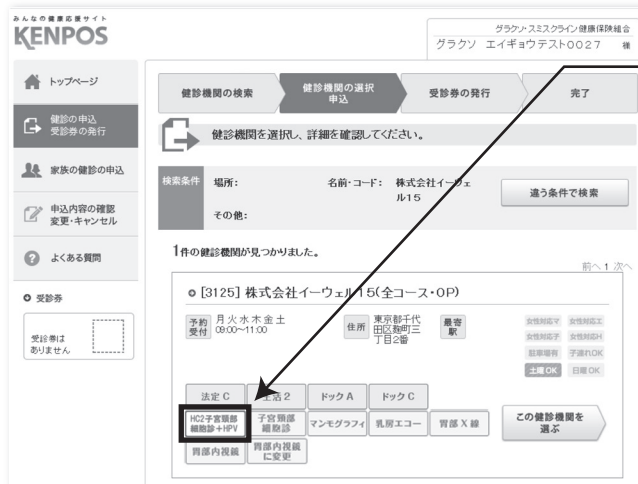 みんなの健康応援サイト
KENPOS
グラクソ・スミスクライン健康保険組合
グラクソ エイギョウテスト0027 様
トップページ
健診の申込
受診券の発行
家族の健診の申込
申込内容の確認
変更・キャンセル
よくある質問
受診券
受診券は
ありません
健診機関の検索
健診機関の選択
申込
受診券の発行
完了
健診機関を選択し、詳細を確認してください。
検索条件
場所:
名前・コード: 株式会社イーウェ
ル15
その他:
違う条件で検索
1件の健診機関が見つかりました。
前へ 1 次へ
[3125] 株式会社イーウェル15(全コース・OP)
予約
受付
月火水木金土
09:00~11:00
住所
東京都千代
田区麹町三
丁目2番
最寄
駅
女性対応マ 女性対応エ
女性対応子 女性対応H
駐車場有 子連れOK
土曜OK 日曜OK
法定C 生活2 ドックA ドックC
HC2子宮頸部
細胞診+HPV
子宮頸部
細胞診
マンモグラフィ 乳房エコー 胃部X線
胃部内視鏡
胃部内視鏡
に変更
この健診機関を
選ぶ